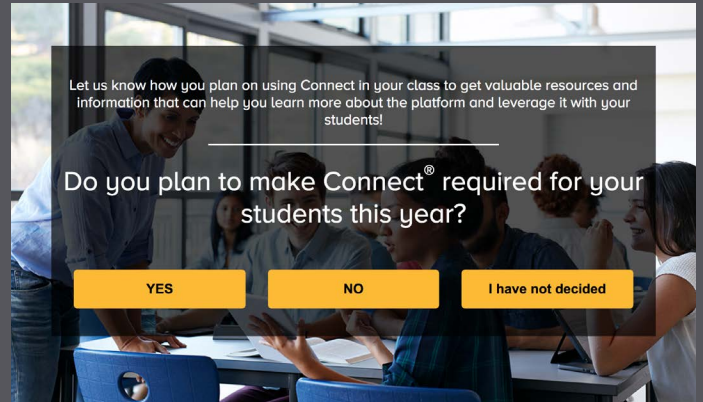 Let us know how you plan on using Connect in your class to get valuable resources and
information that can help you learn more about the platform and leverage it with your
students!
Do you plan to make Connect® required for your
students this year?
YES
NO
I have not decided